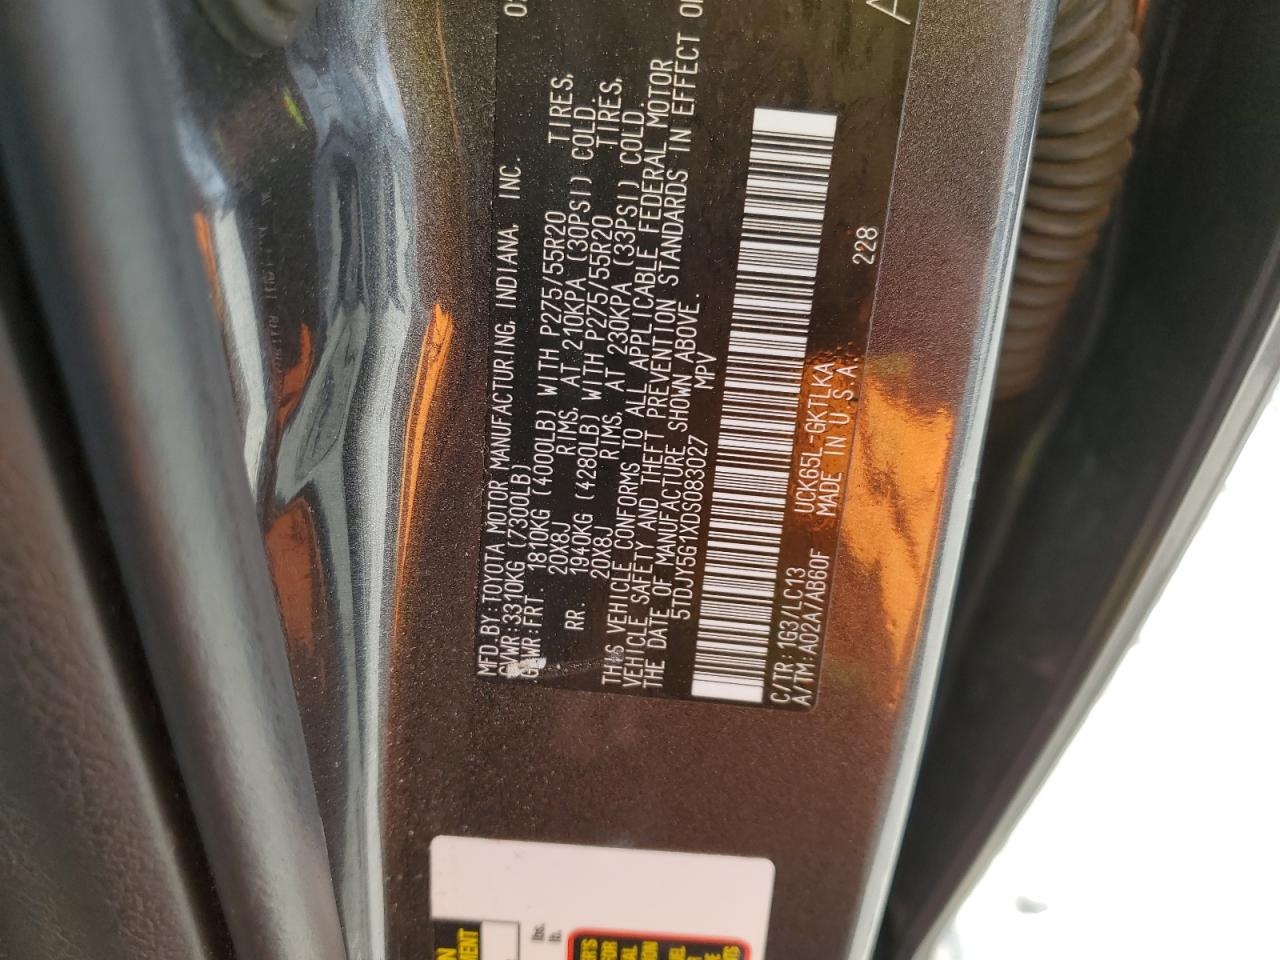 MFD.BY:TOYOTA MOTOR MANUFACTURING, INDIANA, INC.
GVWR:3310KG (7300LB)
GAWR:FRT. 1810KG (4000LB) WITH P275/55R20 TIRES,
20X8J RIMS, AT 210KPA (30PSI) COLD.
RR. 1940KG (4280LB) WITH P275/55R20 TIRES,
20X8J RIMS, AT 230KPA (33PSI) COLD.
THIS VEHICLE CONFORMS TO ALL APPLICABLE FEDERAL MOTOR
VEHICLE SAFETY AND THEFT PREVENTION STANDARDS IN EFFECT
THE DATE OF MANUFACTURE SHOWN ABOVE.
5TDJY5G1XDS083027 MPV
C/TR:1G3/LC13 UCK65L-GKTLKA 228
A/TM:A02A/AB60F MADE IN U.S.A.
lbs.
lb.